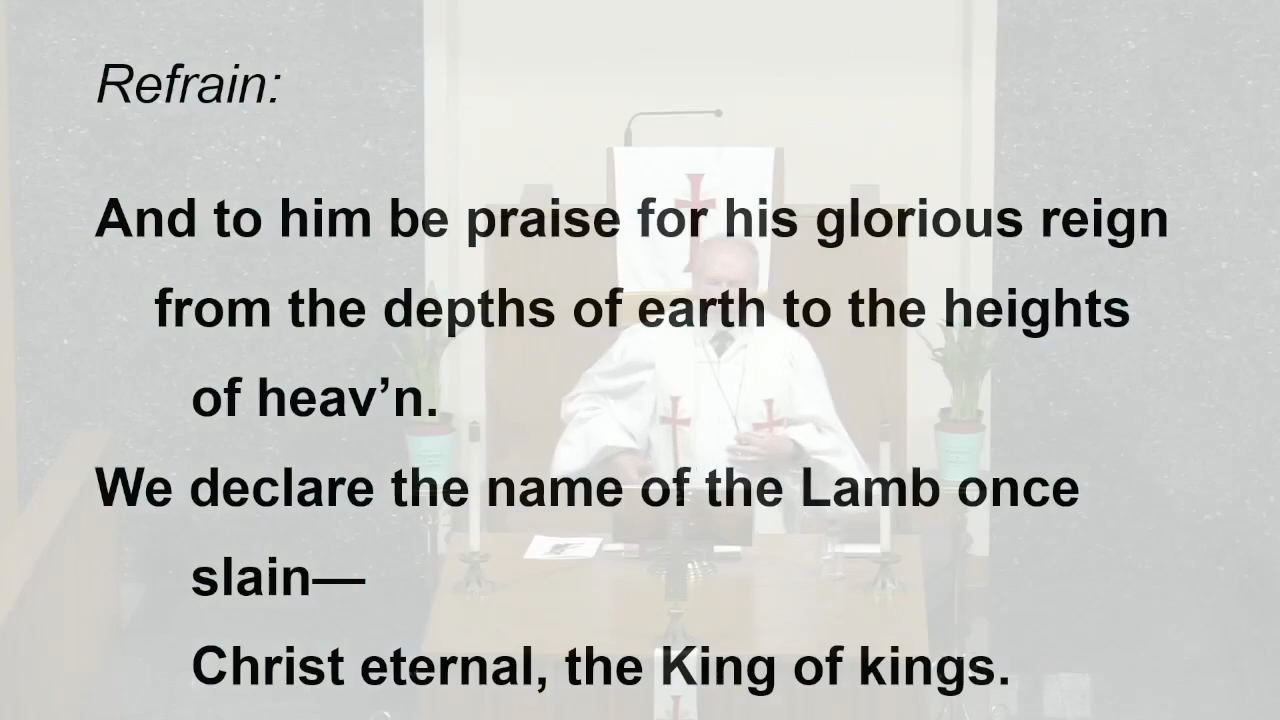 Refrain:
And to him be praise for his glorious reign
from the depths of earth to the heights
of heav’n.
We declare the name of the Lamb once
slain—
Christ eternal, the King of kings.